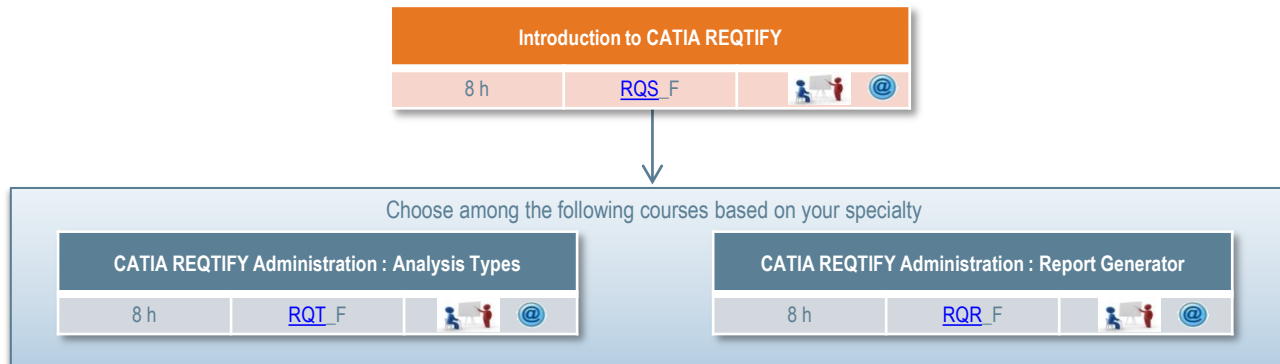 Introduction to CATIA REQTIFY
8 h RQS_F @
Choose among the following courses based on your specialty
CATIA REQTIFY Administration : Analysis Types
8 h RQT_F @
CATIA REQTIFY Administration : Report Generator
8 h RQR_F @